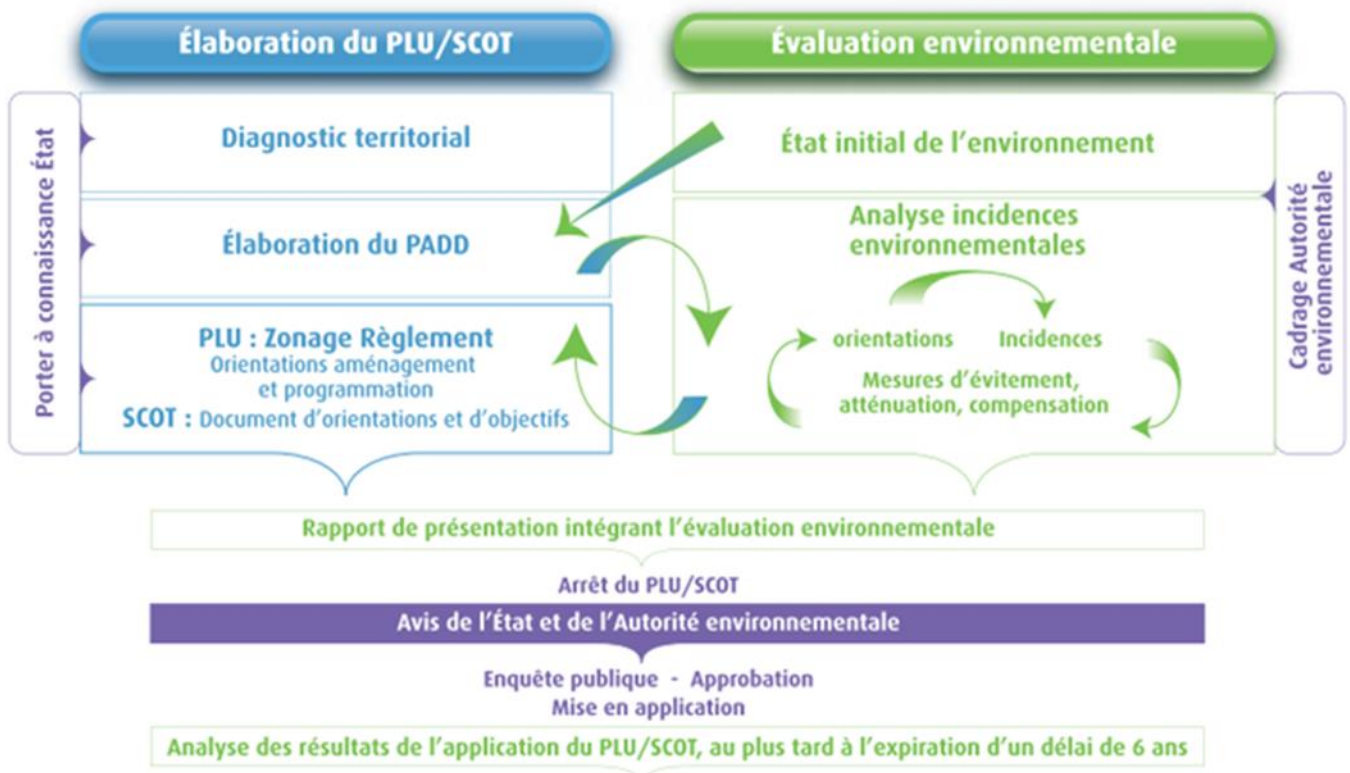 Élaboration du PLU/SCOT
Évaluation environnementale
Porter à connaissance État
Diagnostic territorial
État initial de l'environnement
Élaboration du PADD
Analyse incidences
environnementales
PLU : Zonage Règlement
Orientations aménagement
et programmation
SCOT : Document d'orientations et d'objectifs
orientations
Incidences
Mesures d'évitement,
atténuation, compensation
Cadrage Autorité
environnementale
Rapport de présentation intégrant l'évaluation environnementale
Arrêt du PLU/SCOT
Avis de l'État et de l'Autorité environnementale
Enquête publique - Approbation
Mise en application
Analyse des résultats de l'application du PLU/SCOT, au plus tard à l'expiration d'un délai de 6 ans